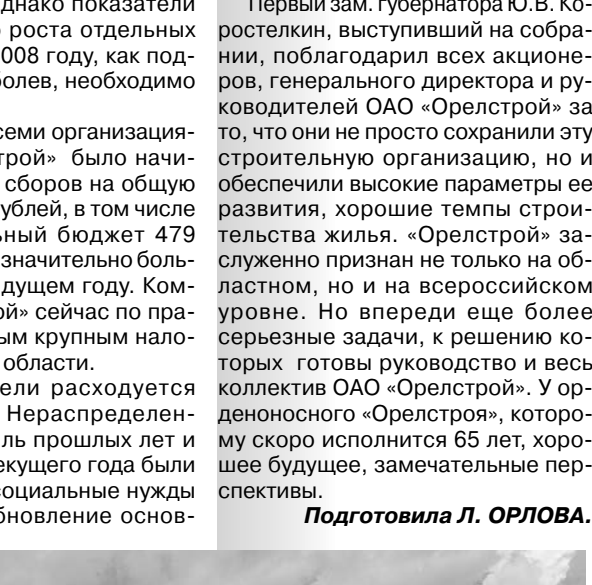 однако показатели
роста отдельных
008 году, как под-
болев, необходимо
семи организация-
трой» было начи-
сборов на общую
ублей, в том числе
ьный бюджет 479
значительно боль-
дущем году. Ком-
ой» сейчас по пра-
ым крупным нало-
области.
ели расходуется
Нераспределен-
ль прошлых лет и
екущего года были
социальные нужды
бновление основ-
Первый зам. губернатора Ю.В. Ко-
ростелкин, выступивший на собра-
нии, поблагодарил всех акционе-
ров, генерального директора и ру-
ководителей ОАО «Орелстрой» за
то, что они не просто сохранили эту
строительную организацию, но и
обеспечили высокие параметры ее
развития, хорошие темпы строи-
тельства жилья. «Орелстрой» за-
служенно признан не только на об-
ластном, но и на всероссийском
уровне. Но впереди еще более
серьезные задачи, к решению ко-
торых готовы руководство и весь
коллектив ОАО «Орелстрой». У ор-
деноносного «Орелстроя», которо-
му скоро исполнится 65 лет, хоро-
шее будущее, замечательные пер-
спективы.
Подготовила Л. ОРЛОВА.